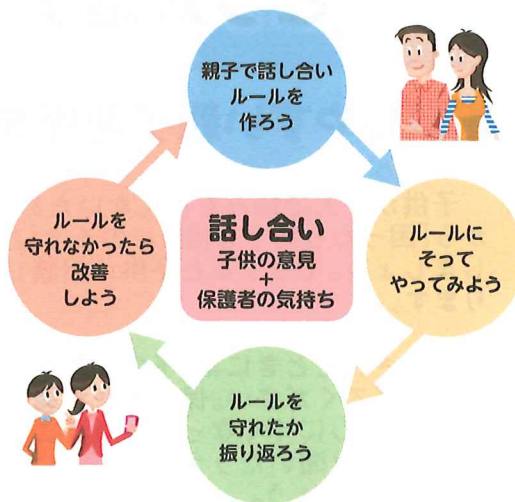 親子で話し合い
ルールを
作ろう
ルールに
そって
やってみよう
ルールを
守れたか
振り返ろう
ルールを
守れなかったら
改善
しよう
話し合い
子供の意見
+
保護者の気持ち